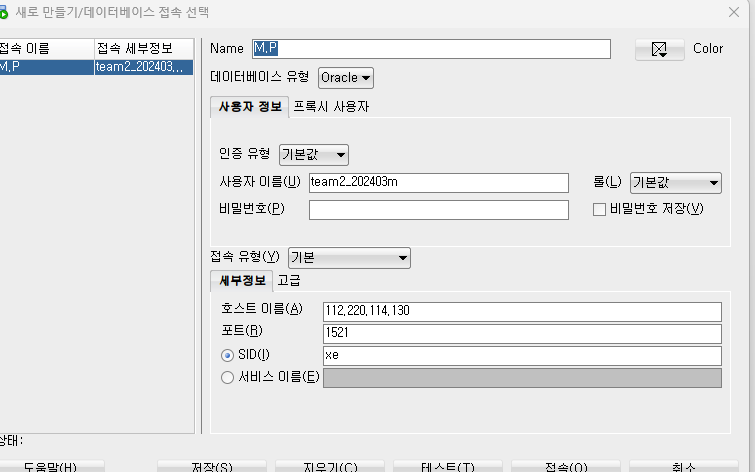 새로 만들기/데이터베이스 접속 선택
접속 이름 접속 세부정보
M.P team2_202403...
Name M.P Color
데이터베이스 유형 Oracle
사용자 정보 프록시 사용자
인증 유형 기본값
사용자 이름(U) team2_202403m 롤(L) 기본값
비밀번호(P) 비밀번호 저장(V)
접속 유형(Y) 기본
세부정보 고급
호스트 이름(A) 112.220.114.130
포트(R) 1521
SID(I) xe
서비스 이름(E)
상태:
도움말(H) 저장(S) 지우기(C) 테스트(T) 접속(O) 취소